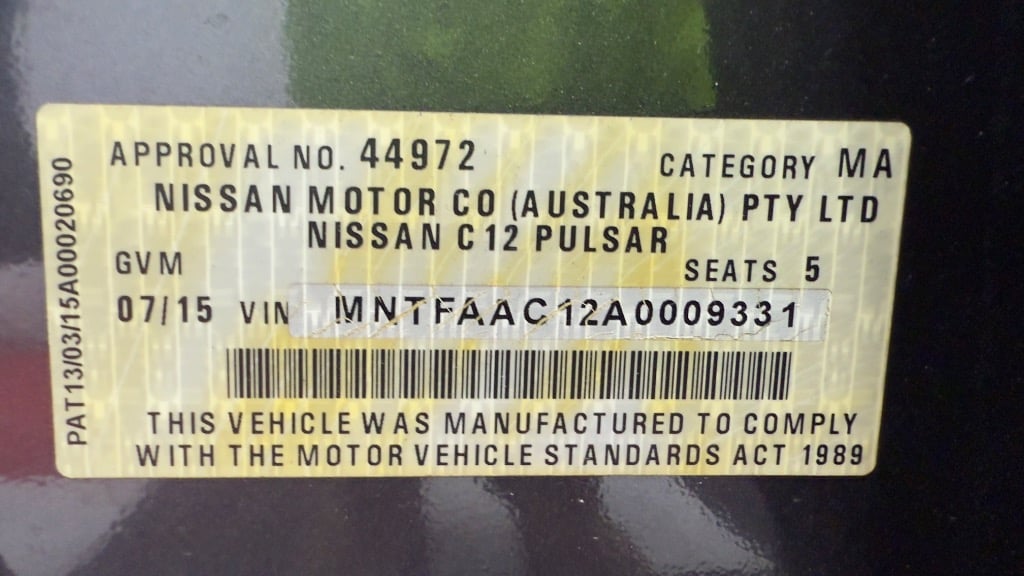 APPROVAL NO. 44972 CATEGORY MA
NISSAN MOTOR CO (AUSTRALIA) PTY LTD
NISSAN C12 PULSAR
GVM SEATS 5
07/15 VIN MNTFAAC12A0009331
THIS VEHICLE WAS MANUFACTURED TO COMPLY
WITH THE MOTOR VEHICLE STANDARDS ACT 1989
PAT13/03/15A00020690